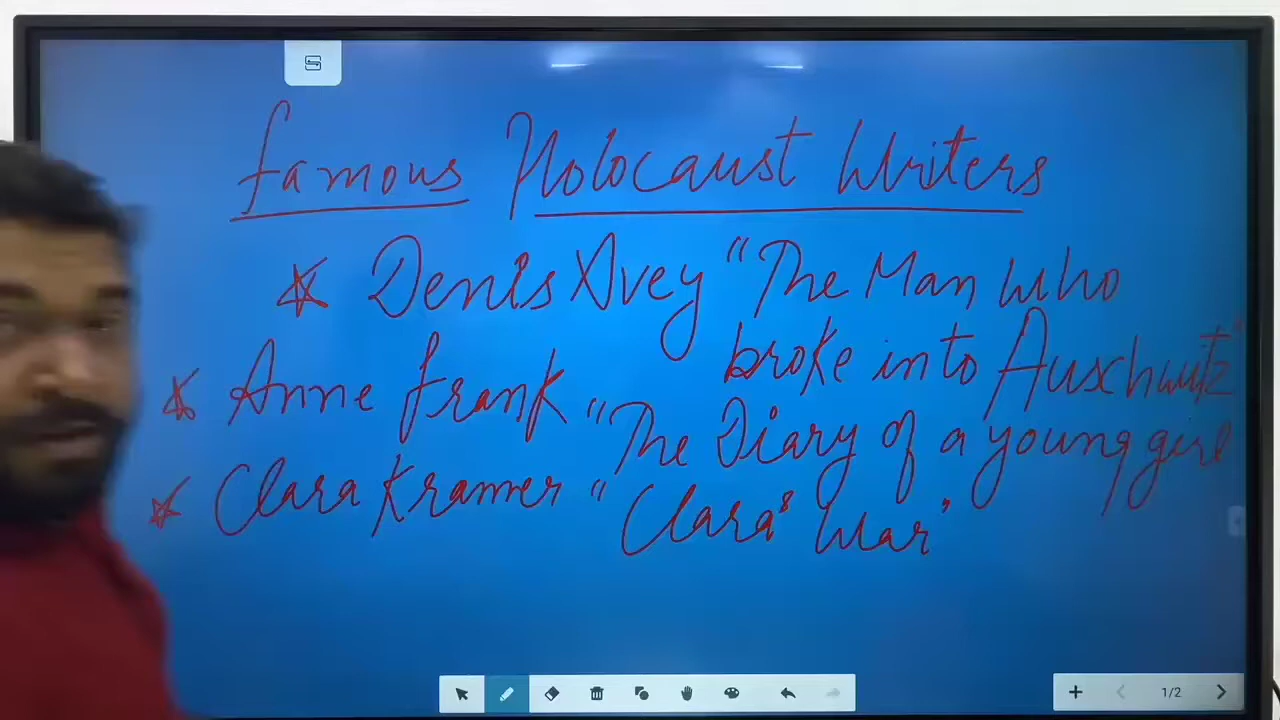 Famous Holocaust Writers
Denis Avey "The Man who
broke into Auschwitz"
Anne Frank "The Diary of a young girl
Clara Kramer "Clara's War"
1/2